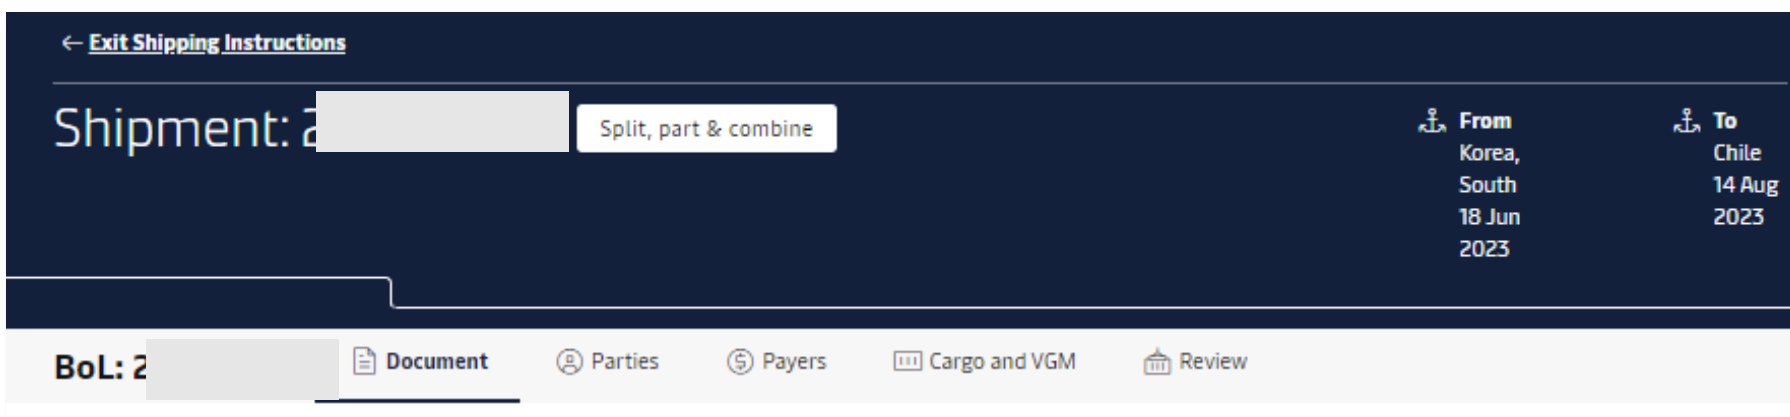 ← Exit Shipping Instructions
Shipment: 2
Split, part & combine
From
Korea,
South
18 Jun
2023
To
Chile
14 Aug
2023
BoL: 2
Document
Parties
Payers
Cargo and VGM
Review